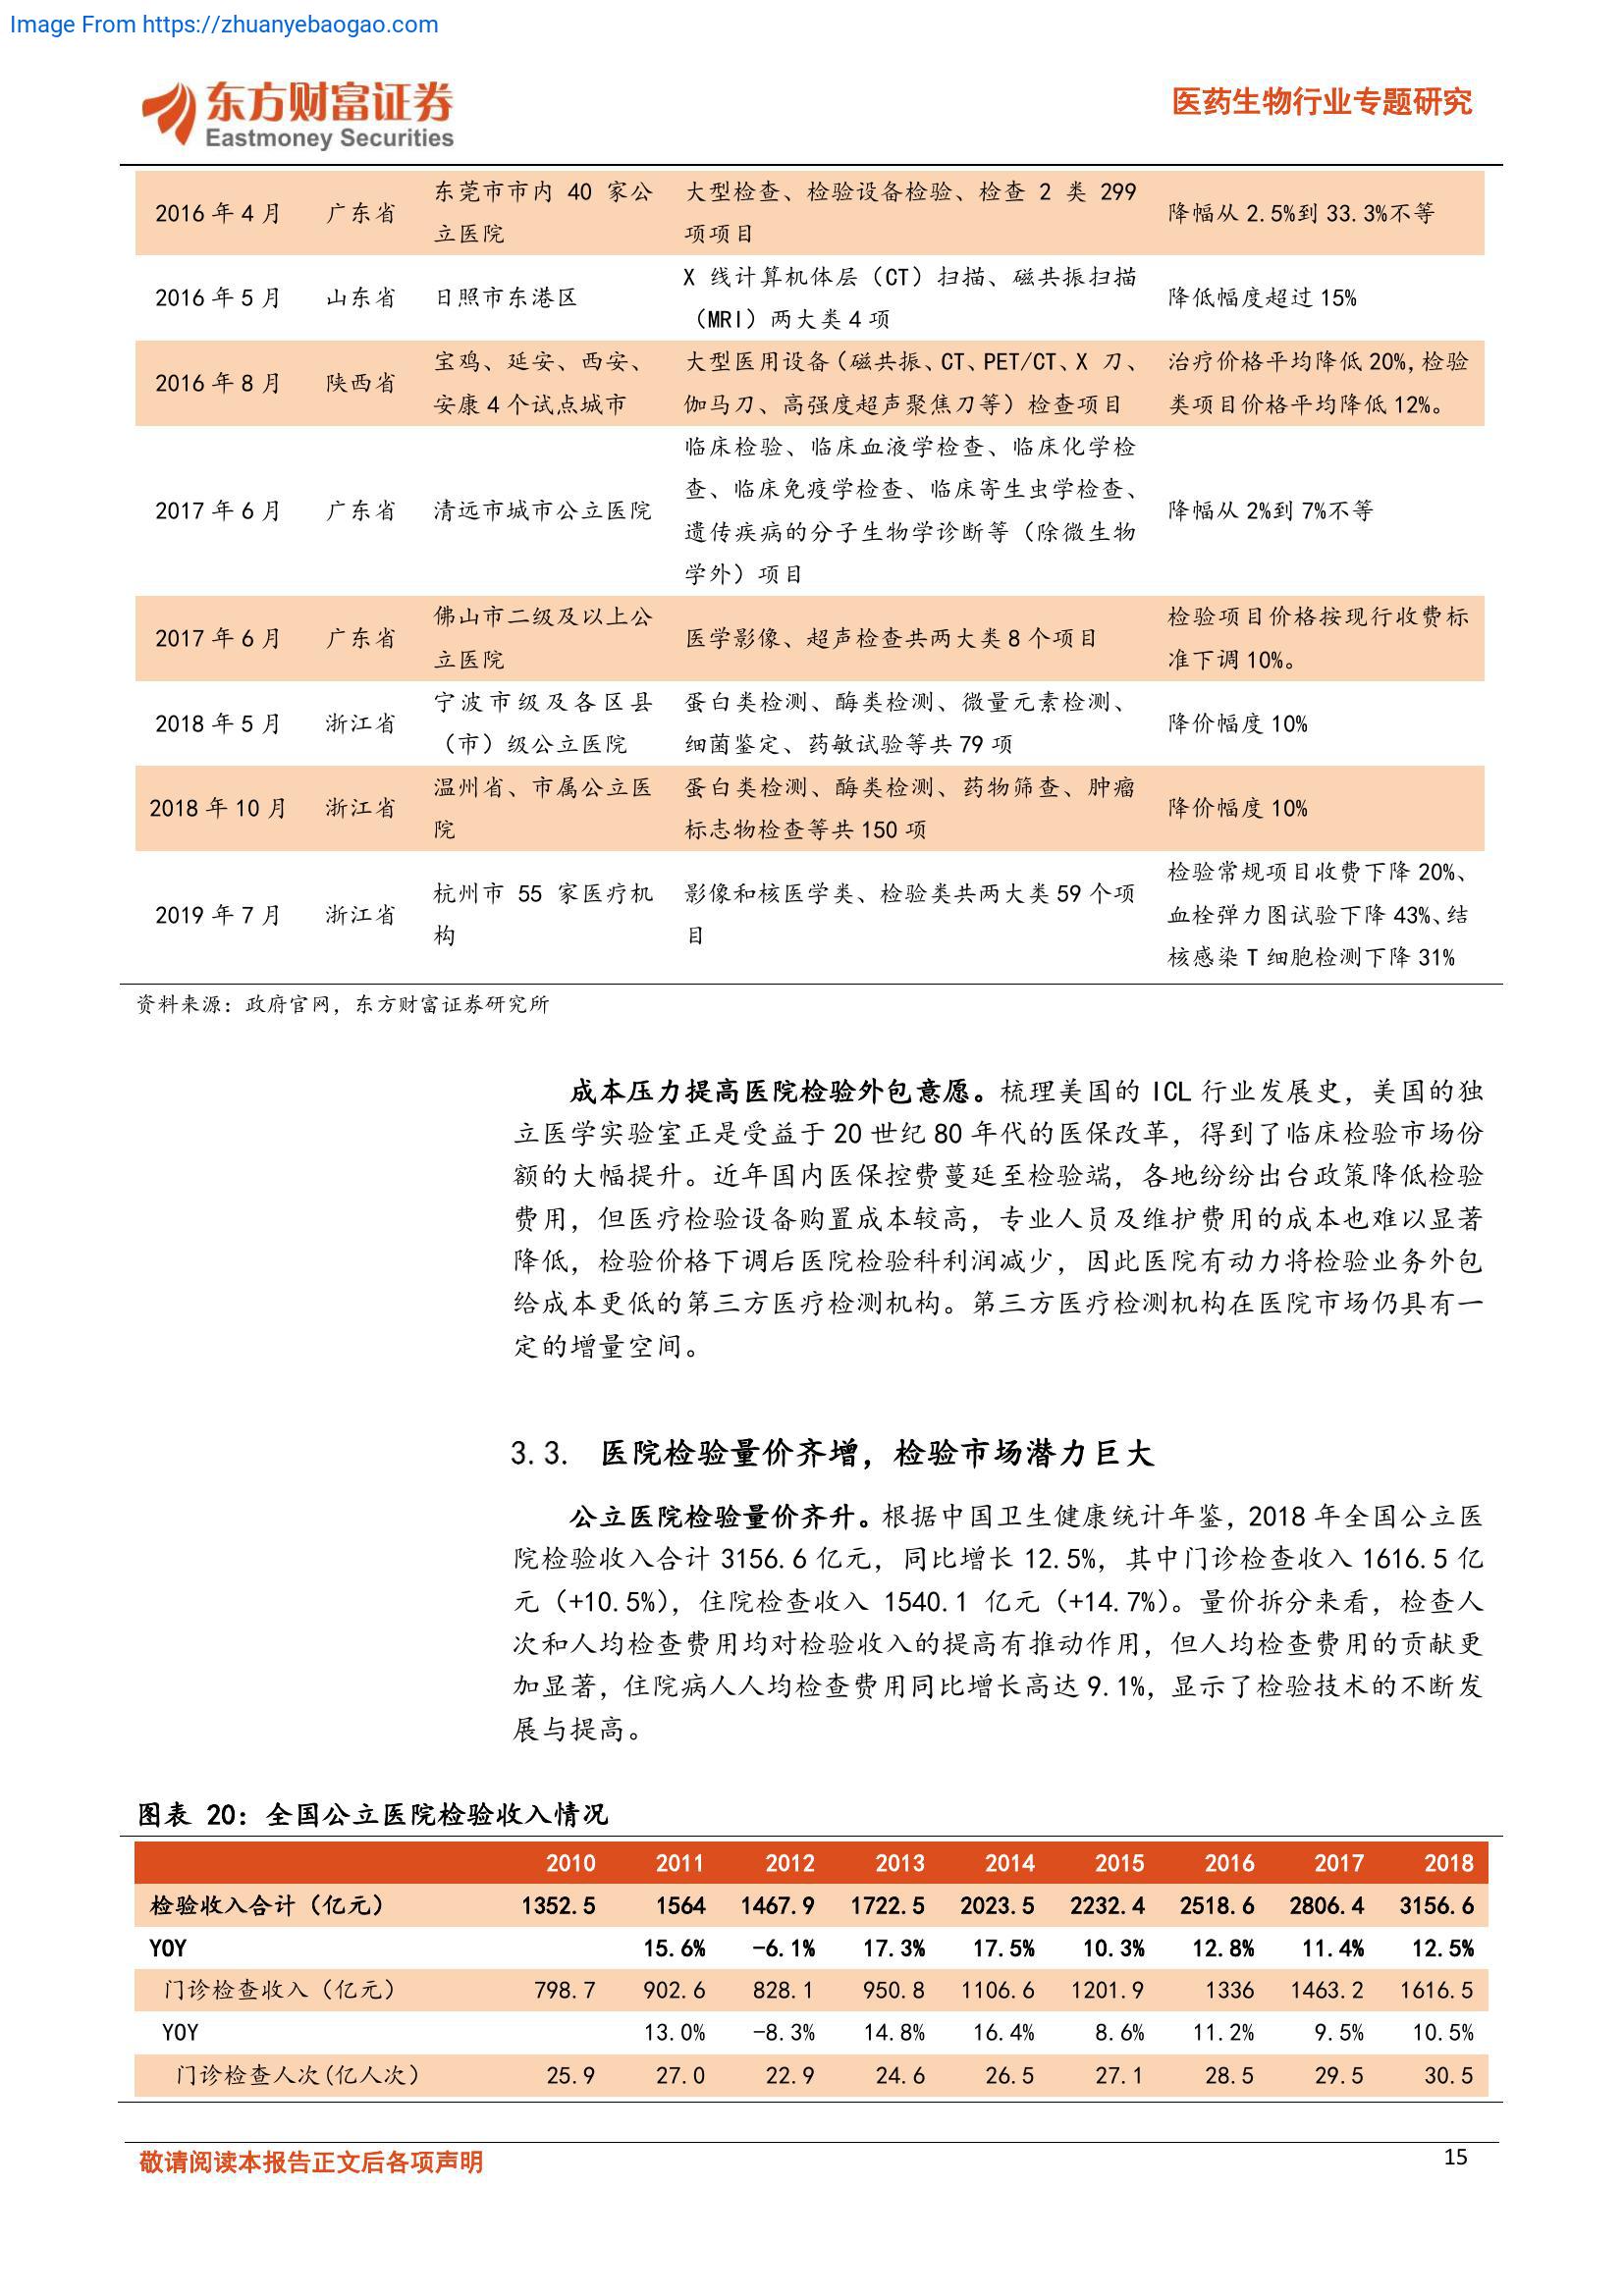 Image From https://zhuanyebaogao.com
东方财富证券
Eastmoney Securities
医药生物行业专题研究
2016 年 4 月 广东省 东莞市市内 40 家公立医院 大型检查、检验设备检验、检查 2 类 299 项项目 降幅从 2.5%到 33.3%不等
2016 年 5 月 山东省 日照市东港区 X 线计算机体层（CT）扫描、磁共振扫描（MRI）两大类 4 项 降低幅度超过 15%
2016 年 8 月 陕西省 宝鸡、延安、西安、安康 4 个试点城市 大型医用设备（磁共振、CT、PET/CT、X 刀、伽马刀、高强度超声聚焦刀等）检查项目 治疗价格平均降低 20%，检验类项目价格平均降低 12%。
2017 年 6 月 广东省 清远市城市公立医院 临床检验、临床血液学检查、临床化学检查、临床免疫学检查、临床寄生虫学检查、遗传疾病的分子生物学诊断等（除微生物学外）项目 降幅从 2%到 7%不等
2017 年 6 月 广东省 佛山市二级及以上公立医院 医学影像、超声检查共两大类 8 个项目 检验项目价格按现行收费标准下调 10%。
2018 年 5 月 浙江省 宁波市级及各区县（市）级公立医院 蛋白类检测、酶类检测、微量元素检测、细菌鉴定、药敏试验等共 79 项 降价幅度 10%
2018 年 10 月 浙江省 温州省、市属公立医院 蛋白类检测、酶类检测、药物筛查、肿瘤标志物检查等共 150 项 降价幅度 10%
2019 年 7 月 浙江省 杭州市 55 家医疗机构 影像和核医学类、检验类共两大类 59 个项目 检验常规项目收费下降 20%、血栓弹力图试验下降 43%、结核感染 T 细胞检测下降 31%
资料来源：政府官网，东方财富证券研究所
成本压力提高医院检验外包意愿。梳理美国的 ICL 行业发展史，美国的独
立医学实验室正是受益于 20 世纪 80 年代的医保改革，得到了临床检验市场份
额的大幅提升。近年国内医保控费蔓延至检验端，各地纷纷出台政策降低检验
费用，但医疗检验设备购置成本较高，专业人员及维护费用的成本也难以显著
降低，检验价格下调后医院检验科利润减少，因此医院有动力将检验业务外包
给成本更低的第三方医疗检测机构。第三方医疗检测机构在医院市场仍具有一
定的增量空间。
3.3. 医院检验量价齐增，检验市场潜力巨大
公立医院检验量价齐升。根据中国卫生健康统计年鉴，2018 年全国公立医
院检验收入合计 3156.6 亿元，同比增长 12.5%，其中门诊检查收入 1616.5 亿
元（+10.5%），住院检查收入 1540.1 亿元（+14.7%）。量价拆分来看，检查人
次和人均检查费用均对检验收入的提高有推动作用，但人均检查费用的贡献更
加显著，住院病人人均检查费用同比增长高达 9.1%，显示了检验技术的不断发
展与提高。
图表 20：全国公立医院检验收入情况
2010 2011 2012 2013 2014 2015 2016 2017 2018
检验收入合计（亿元） 1352.5 1564 1467.9 1722.5 2023.5 2232.4 2518.6 2806.4 3156.6
YOY 15.6% -6.1% 17.3% 17.5% 10.3% 12.8% 11.4% 12.5%
门诊检查收入（亿元） 798.7 902.6 828.1 950.8 1106.6 1201.9 1336 1463.2 1616.5
YOY 13.0% -8.3% 14.8% 16.4% 8.6% 11.2% 9.5% 10.5%
门诊检查人次(亿人次） 25.9 27.0 22.9 24.6 26.5 27.1 28.5 29.5 30.5
敬请阅读本报告正文后各项声明
15